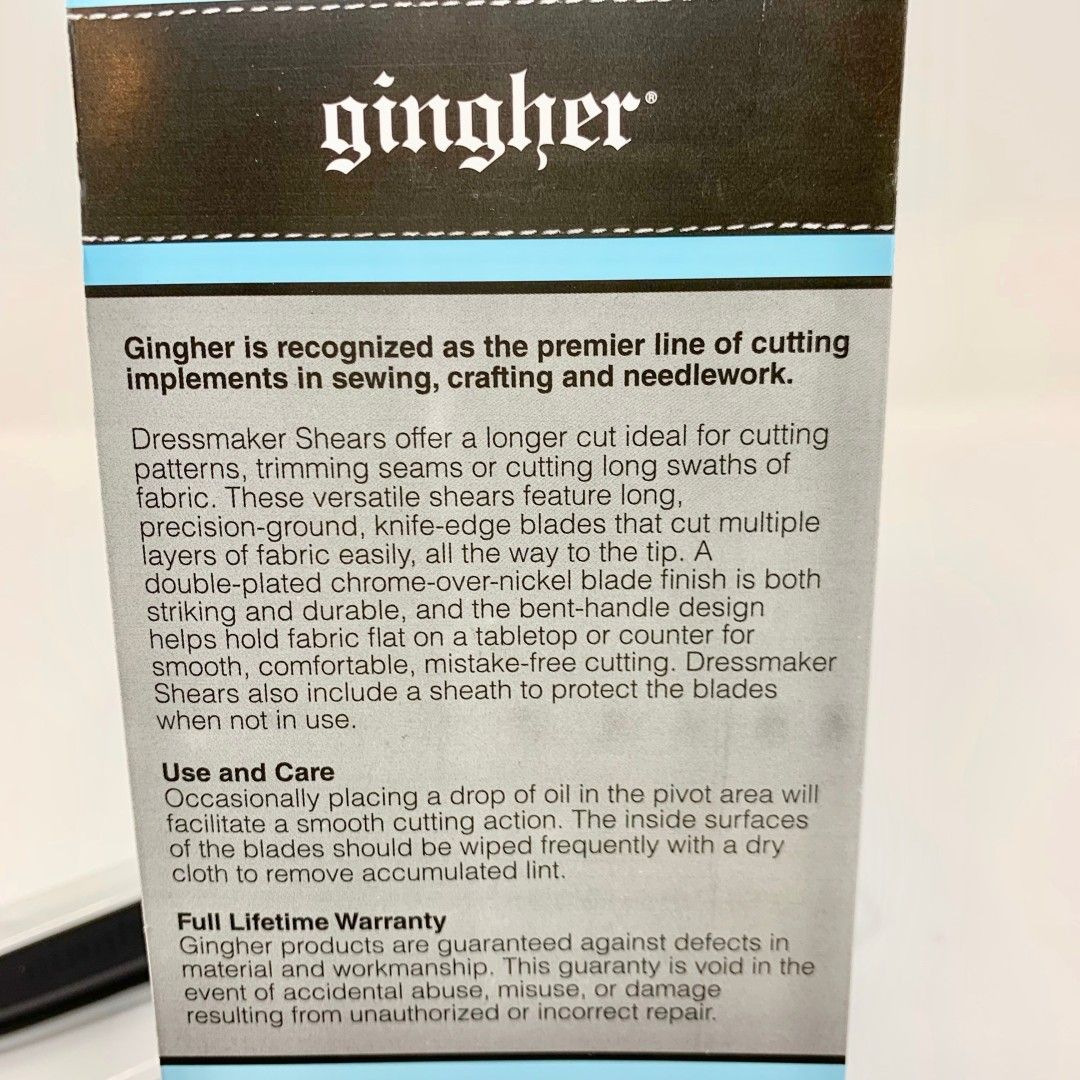 gingher®
Gingher is recognized as the premier line of cutting
implements in sewing, crafting and needlework.
Dressmaker Shears offer a longer cut ideal for cutting
patterns, trimming seams or cutting long swaths of
fabric. These versatile shears feature long,
precision-ground, knife-edge blades that cut multiple
layers of fabric easily, all the way to the tip. A
double-plated chrome-over-nickel blade finish is both
striking and durable, and the bent-handle design
helps hold fabric flat on a tabletop or counter for
smooth, comfortable, mistake-free cutting. Dressmaker
Shears also include a sheath to protect the blades
when not in use.
Use and Care
Occasionally placing a drop of oil in the pivot area will
facilitate a smooth cutting action. The inside surfaces
of the blades should be wiped frequently with a dry
cloth to remove accumulated lint.
Full Lifetime Warranty
Gingher products are guaranteed against defects in
material and workmanship. This guaranty is void in the
event of accidental abuse, misuse, or damage
resulting from unauthorized or incorrect repair.